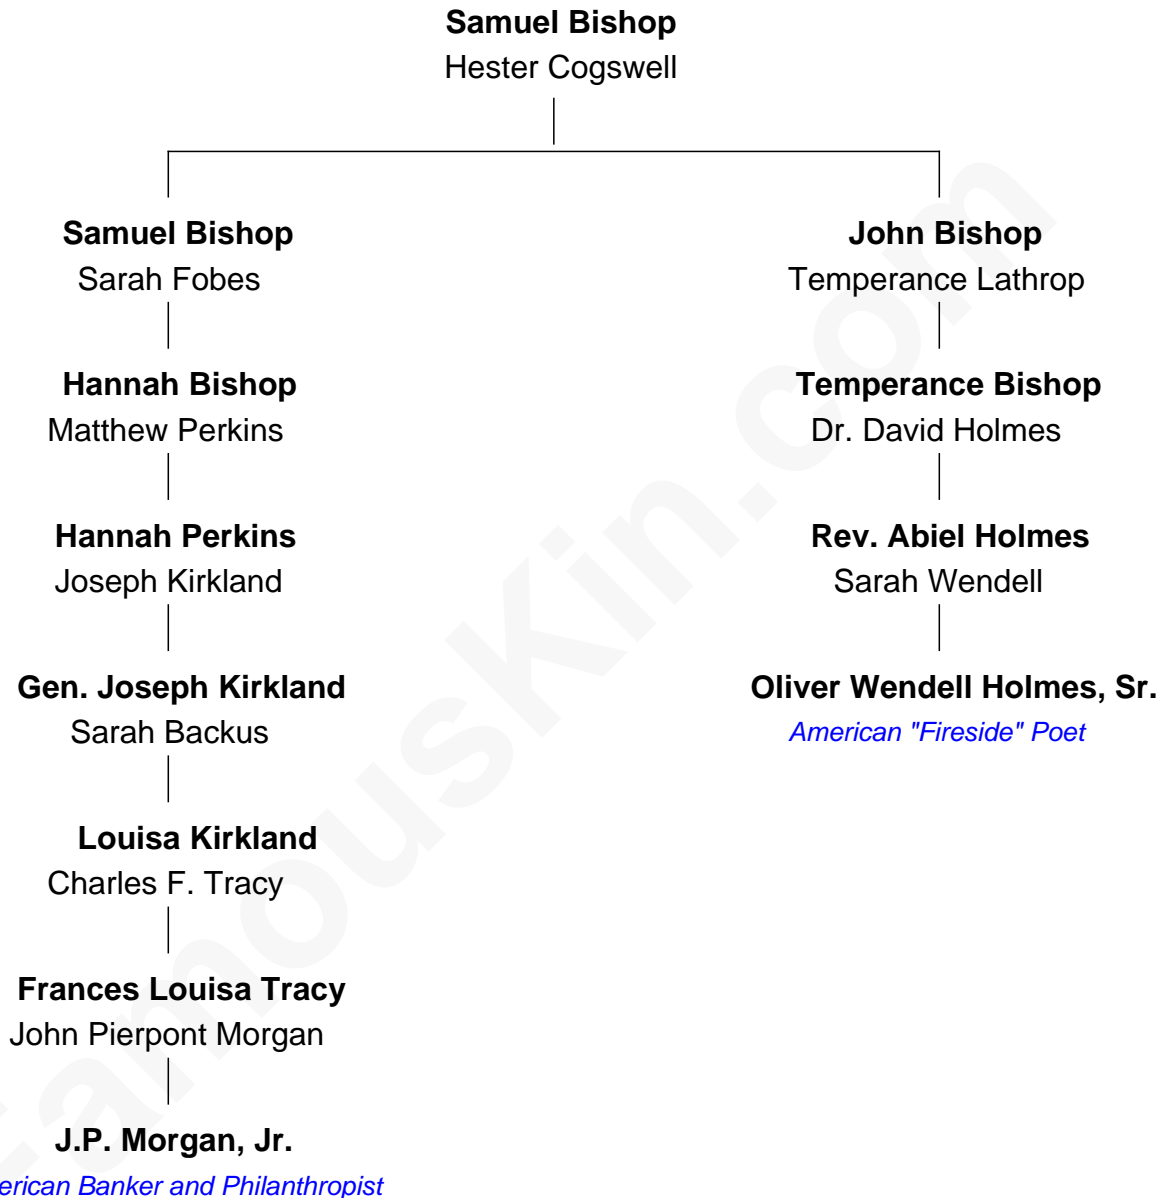 Samuel Bishop
Hester Cogswell
Samuel Bishop
Sarah Fobes
John Bishop
Temperance Lathrop
Hannah Bishop
Matthew Perkins
Temperance Bishop
Dr. David Holmes
Hannah Perkins
Joseph Kirkland
Rev. Abiel Holmes
Sarah Wendell
Gen. Joseph Kirkland
Sarah Backus
Oliver Wendell Holmes, Sr.
American "Fireside" Poet
Louisa Kirkland
Charles F. Tracy
Frances Louisa Tracy
John Pierpont Morgan
J.P. Morgan, Jr.
erican Banker and Philanthropist
FamousKin.com